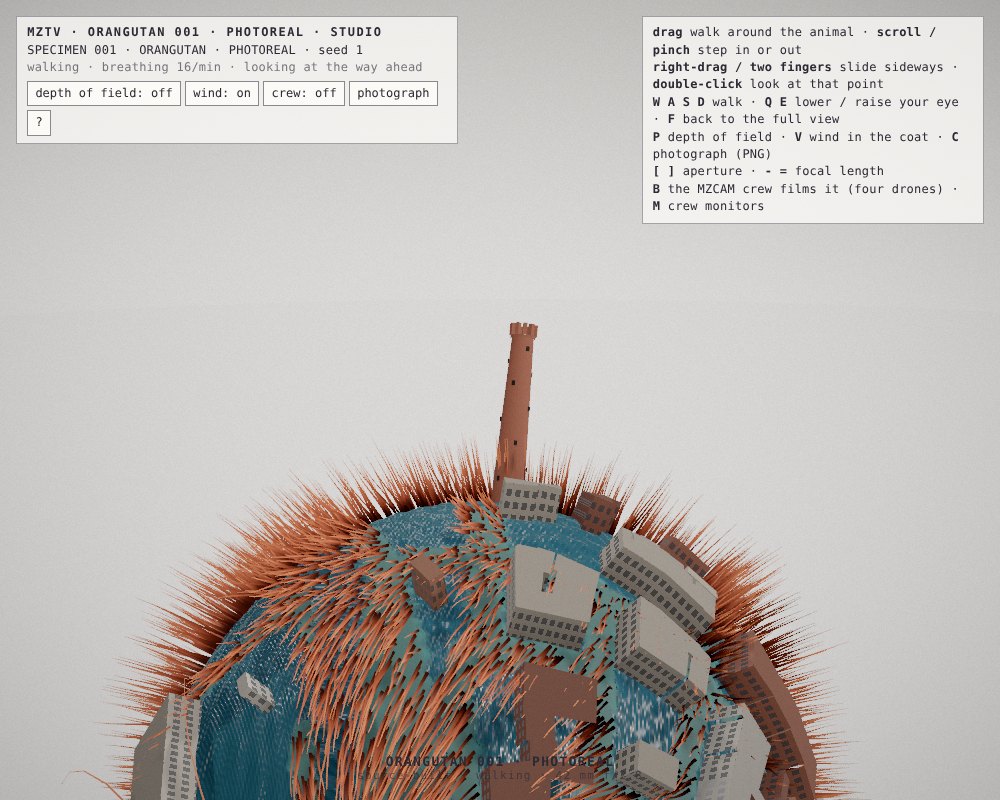 MZTV · ORANGUTAN 001 · PHOTOREAL · STUDIO
SPECIMEN 001 · ORANGUTAN · PHOTOREAL · seed 1
walking · breathing 16/min · looking at the way ahead
depth of field: off wind: on crew: off photograph
?
drag walk around the animal · scroll /
pinch step in or out
right-drag / two fingers slide sideways ·
double-click look at that point
W A S D walk · Q E lower / raise your eye
· F back to the full view
P depth of field · V wind in the coat · C
photograph (PNG)
[ ] aperture · - = focal length
B the MZCAM crew films it (four drones) ·
M crew monitors
ORANGUTAN 001 · PHOTOREAL
walking